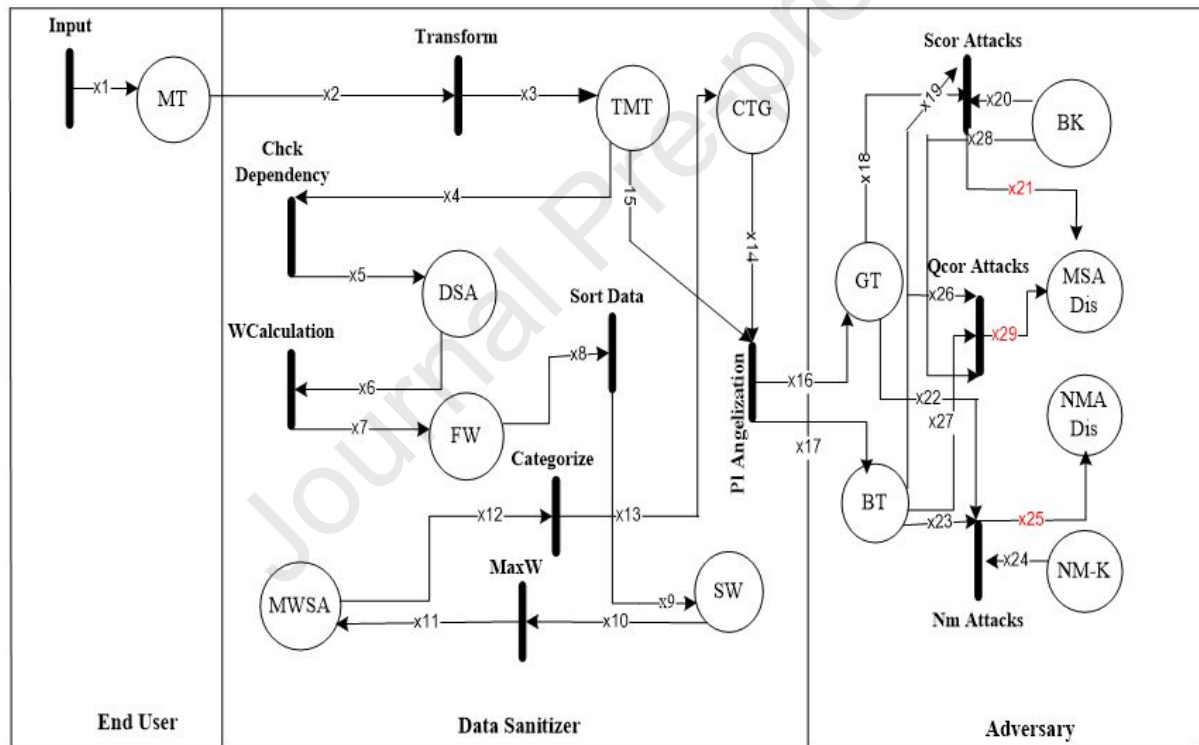 Input
x1
MT
x2
Transform
x3
TMT
CTG
Chck
Dependency
x4
15
x14
x5
DSA
Sort Data
WCalculation
x6
x7
FW
x8
Categorize
x12
x13
MaxW
MWSA
x11
x10
x9
SW
PI Angelization
x16
x17
Scor Attacks
x19
x20
BK
x28
x18
x21
GT
Qcor Attacks
MSA
Dis
x26
x29
x22
x27
NMA
Dis
BT
x23
x25
x24
NM-K
Nm Attacks
End User
Data Sanitizer
Adversary
Journal Pre-pro